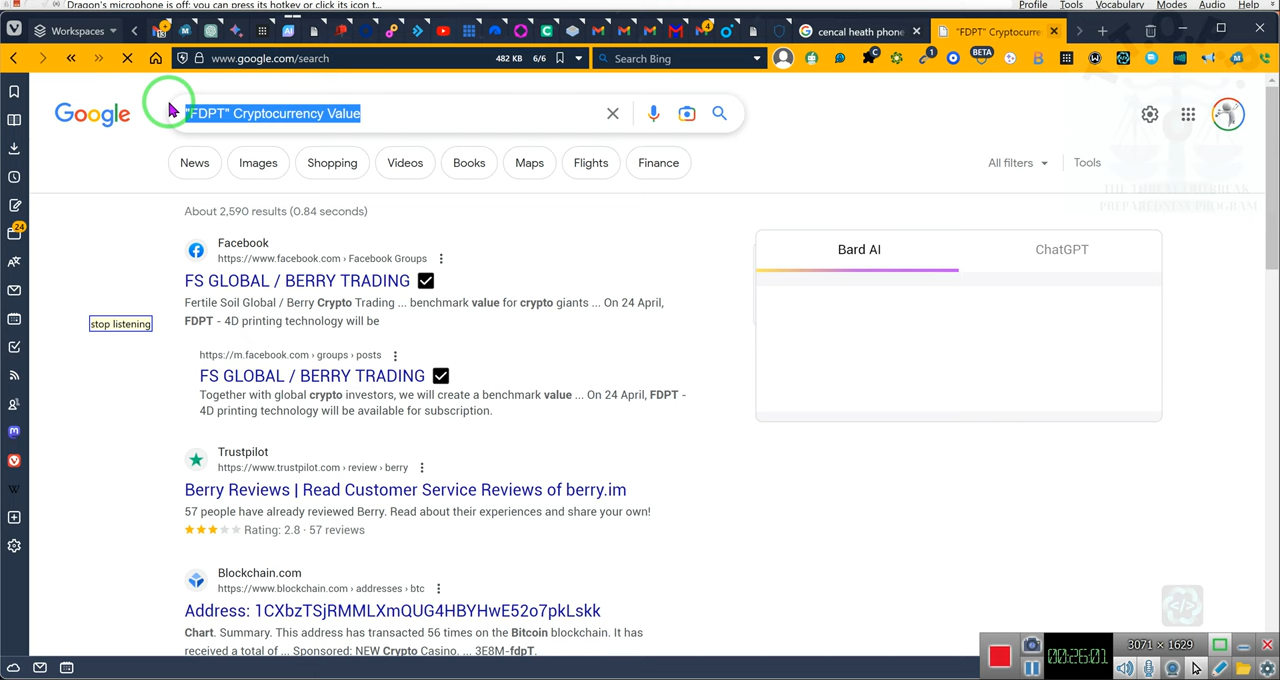 Dragon's microphone is off: you can press its hotkey or click its icon t...
Profile Tools Vocabulary Modes Audio Help
Workspaces
cencal heath phone
"FDPT" Cryptocurre
www.google.com/search
482 KB 6/6
Search Bing
BETA
Google
"FDPT" Cryptocurrency Value
News Images Shopping Videos Books Maps Flights Finance
All filters Tools
THE THREAT OUTBREAK
PREPAREDNESS PROGRAM
About 2,590 results (0.84 seconds)
Facebook
https://www.facebook.com › Facebook Groups
FS GLOBAL / BERRY TRADING
Fertile Soil Global / Berry Crypto Trading ... benchmark value for crypto giants ... On 24 April,
FDPT - 4D printing technology will be
stop listening
https://m.facebook.com › groups › posts
FS GLOBAL / BERRY TRADING
Together with global crypto investors, we will create a benchmark value ... On 24 April, FDPT -
4D printing technology will be available for subscription.
Bard AI
ChatGPT
Trustpilot
https://www.trustpilot.com › review › berry
Berry Reviews | Read Customer Service Reviews of berry.im
57 people have already reviewed Berry. Read about their experiences and share your own!
Rating: 2.8 · 57 reviews
Blockchain.com
https://www.blockchain.com › addresses › btc
Address: 1CXbzTSjRMMLXmQUG4HBYHwE52o7pkLskk
Chart. Summary. This address has transacted 56 times on the Bitcoin blockchain. It has
received a total of ... Sponsored: NEW Crypto Casino. ... 3E8M-fdpT.
3071 × 1629
00:26:01